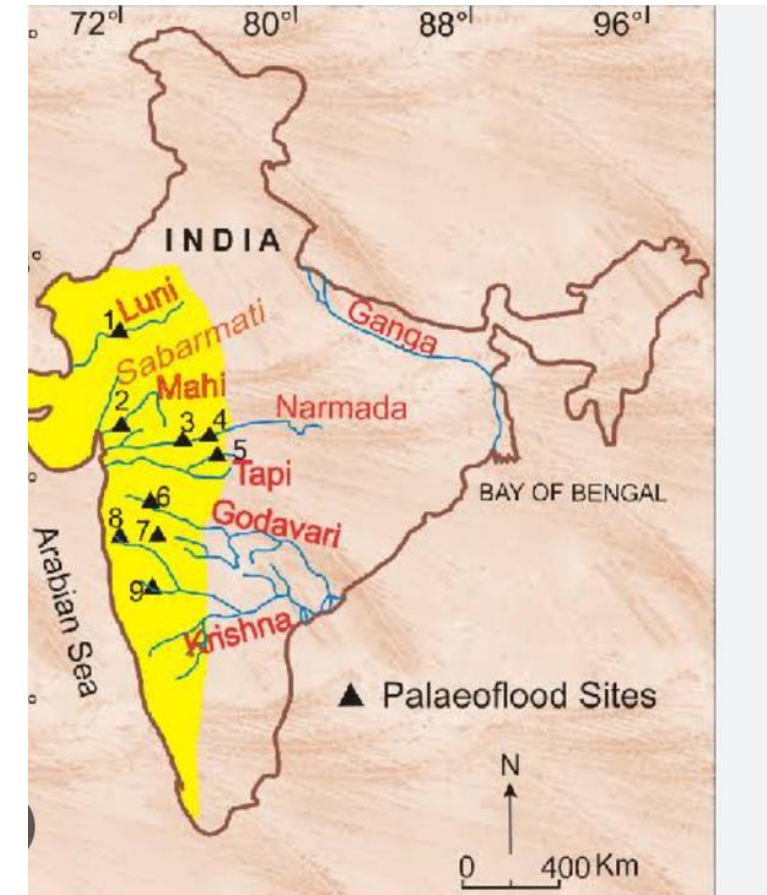 72° 80° 88° 96°
INDIA
Luni
1
Ganga
Sabarmati
Mahi
Narmada
2
3
4
5
Tapi
BAY OF BENGAL
6
Godavari
8
7
Arabian Sea
9
Krishna
▲ Palaeoflood Sites
N
0 400 Km